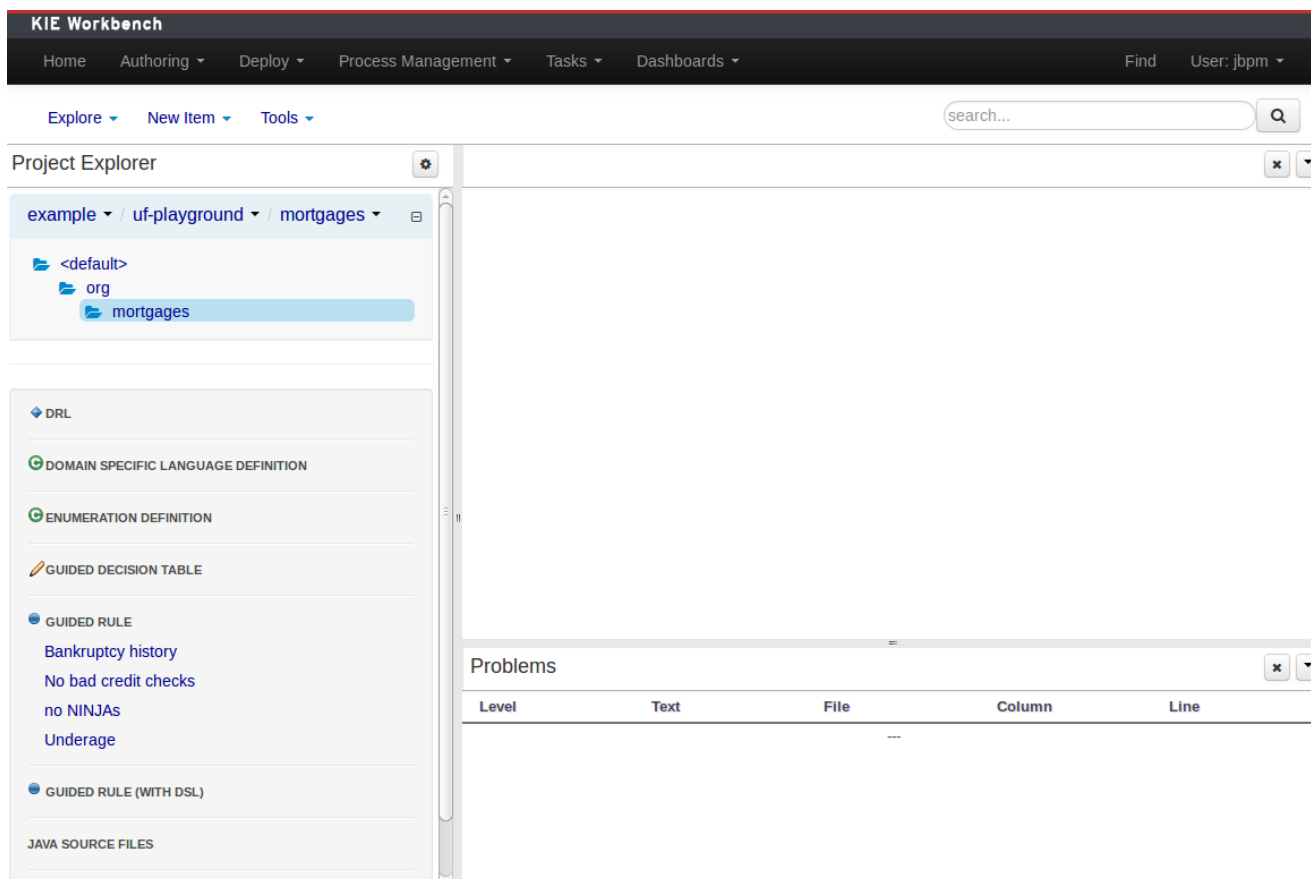 KIE Workbench
Home Authoring Deploy Process Management Tasks Dashboards Find User: jbpm
Explore New Item Tools search...
Project Explorer
example / uf-playground / mortgages
<default>
org
mortgages
DRL
DOMAIN SPECIFIC LANGUAGE DEFINITION
ENUMERATION DEFINITION
GUIDED DECISION TABLE
GUIDED RULE
Bankruptcy history
No bad credit checks
no NINJAs
Underage
GUIDED RULE (WITH DSL)
JAVA SOURCE FILES
Problems
Level Text File Column Line
---